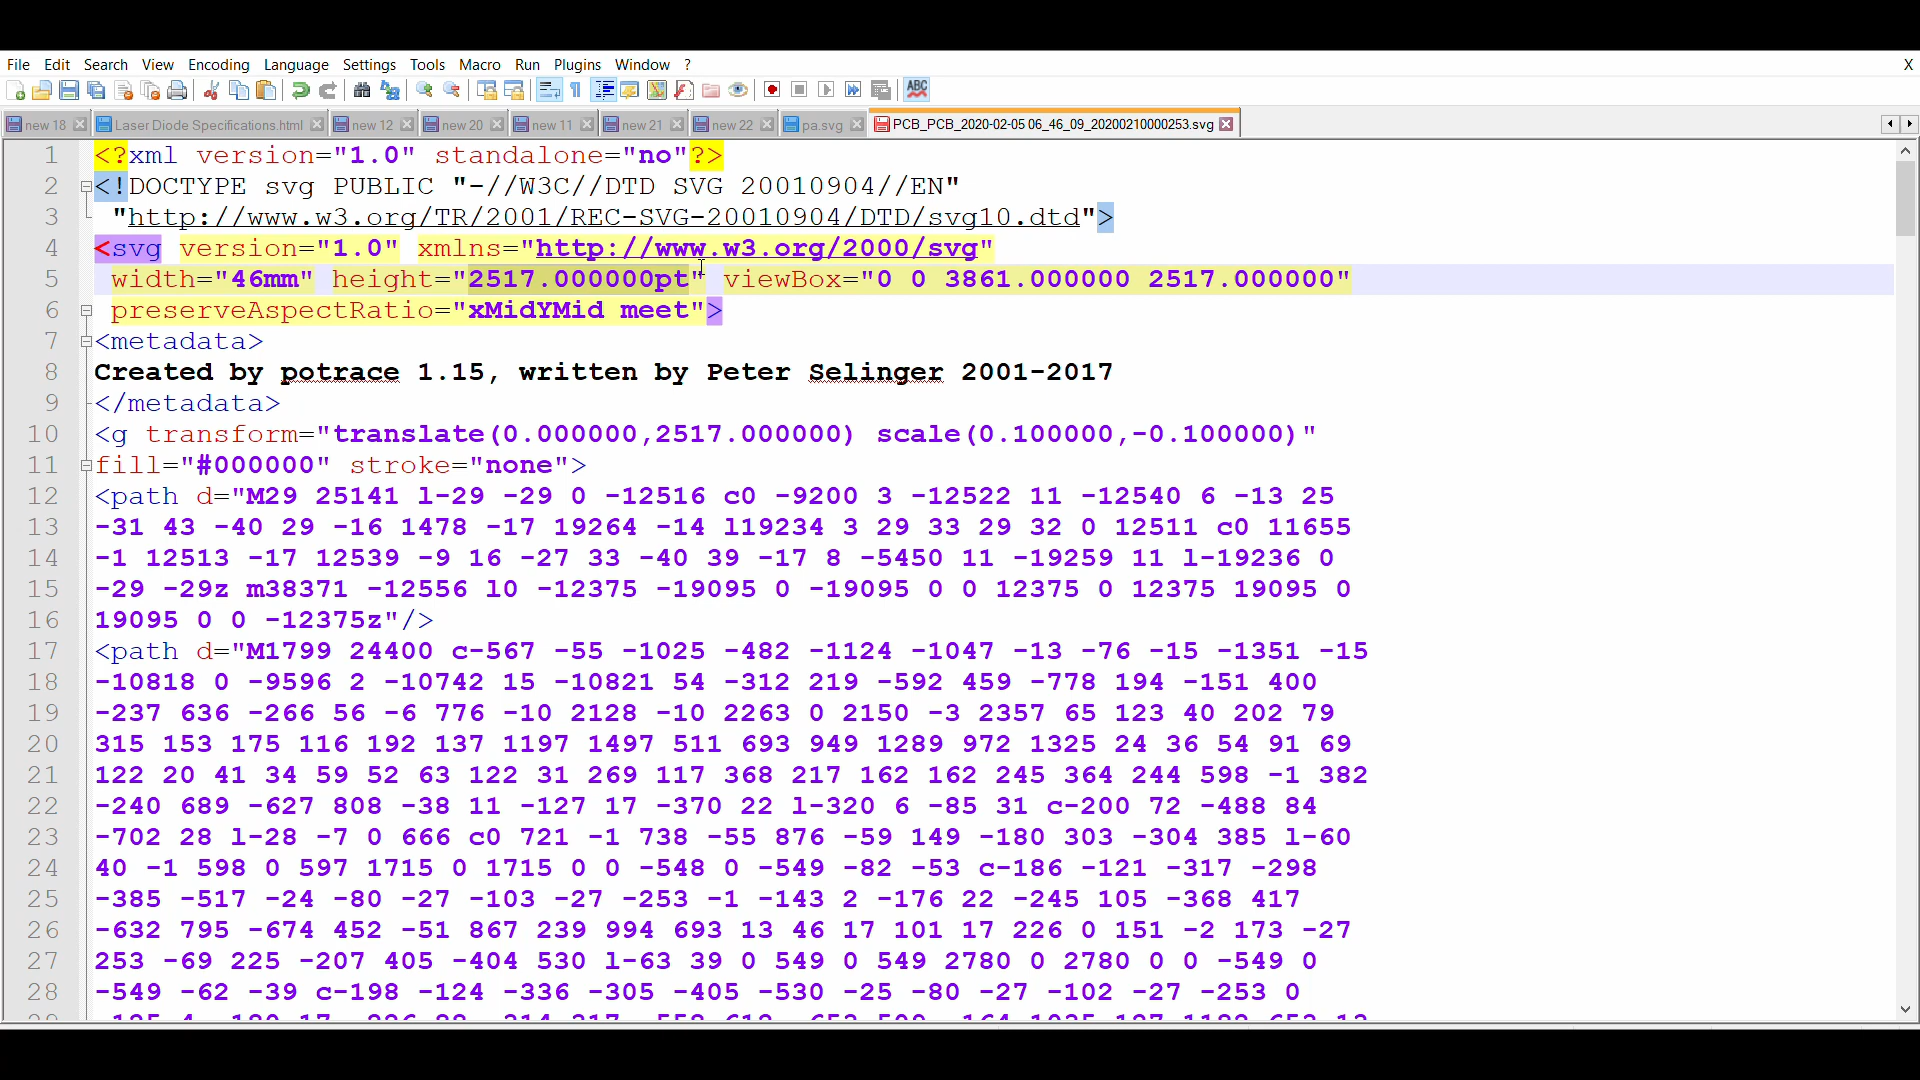 File Edit Search View Encoding Language Settings Tools Macro Run Plugins Window ? X
ABC
new 18 Laser Diode Specifications.html new 12 new 20 new 11 new 21 new 22 pa.svg PCB_PCB_2020-02-05 06_46_09_20200210000253.svg
1 <?xml version="1.0" standalone="no"?>
2 <!DOCTYPE svg PUBLIC "-//W3C//DTD SVG 20010904//EN"
3 "http://www.w3.org/TR/2001/REC-SVG-20010904/DTD/svg10.dtd">
4 <svg version="1.0" xmlns="http://www.w3.org/2000/svg"
5 width="46mm" height="2517.000000pt" viewBox="0 0 3861.000000 2517.000000"
6 preserveAspectRatio="xMidYMid meet">
7 <metadata>
8 Created by potrace 1.15, written by Peter Selinger 2001-2017
9 </metadata>
10 <g transform="translate(0.000000,2517.000000) scale(0.100000,-0.100000)"
11 fill="#000000" stroke="none">
12 <path d="M29 25141 l-29 -29 0 -12516 c0 -9200 3 -12522 11 -12540 6 -13 25
13 -31 43 -40 29 -16 1478 -17 19264 -14 l19234 3 29 33 29 32 0 12511 c0 11655
14 -1 12513 -17 12539 -9 16 -27 33 -40 39 -17 8 -5450 11 -19259 11 l-19236 0
15 -29 -29z m38371 -12556 l0 -12375 -19095 0 -19095 0 0 12375 0 12375 19095 0
16 19095 0 0 -12375z"/>
17 <path d="M1799 24400 c-567 -55 -1025 -482 -1124 -1047 -13 -76 -15 -1351 -15
18 -10818 0 -9596 2 -10742 15 -10821 54 -312 219 -592 459 -778 194 -151 400
19 -237 636 -266 56 -6 776 -10 2128 -10 2263 0 2150 -3 2357 65 123 40 202 79
20 315 153 175 116 192 137 1197 1497 511 693 949 1289 972 1325 24 36 54 91 69
21 122 20 41 34 59 52 63 122 31 269 117 368 217 162 162 245 364 244 598 -1 382
22 -240 689 -627 808 -38 11 -127 17 -370 22 l-320 6 -85 31 c-200 72 -488 84
23 -702 28 l-28 -7 0 666 c0 721 -1 738 -55 876 -59 149 -180 303 -304 385 l-60
24 40 -1 598 0 597 1715 0 1715 0 0 -548 0 -549 -82 -53 c-186 -121 -317 -298
25 -385 -517 -24 -80 -27 -103 -27 -253 -1 -143 2 -176 22 -245 105 -368 417
26 -632 795 -674 452 -51 867 239 994 693 13 46 17 101 17 226 0 151 -2 173 -27
27 253 -69 225 -207 405 -404 530 l-63 39 0 549 0 549 2780 0 2780 0 0 -549 0
28 -549 -62 -39 c-198 -124 -336 -305 -405 -530 -25 -80 -27 -102 -27 -253 0